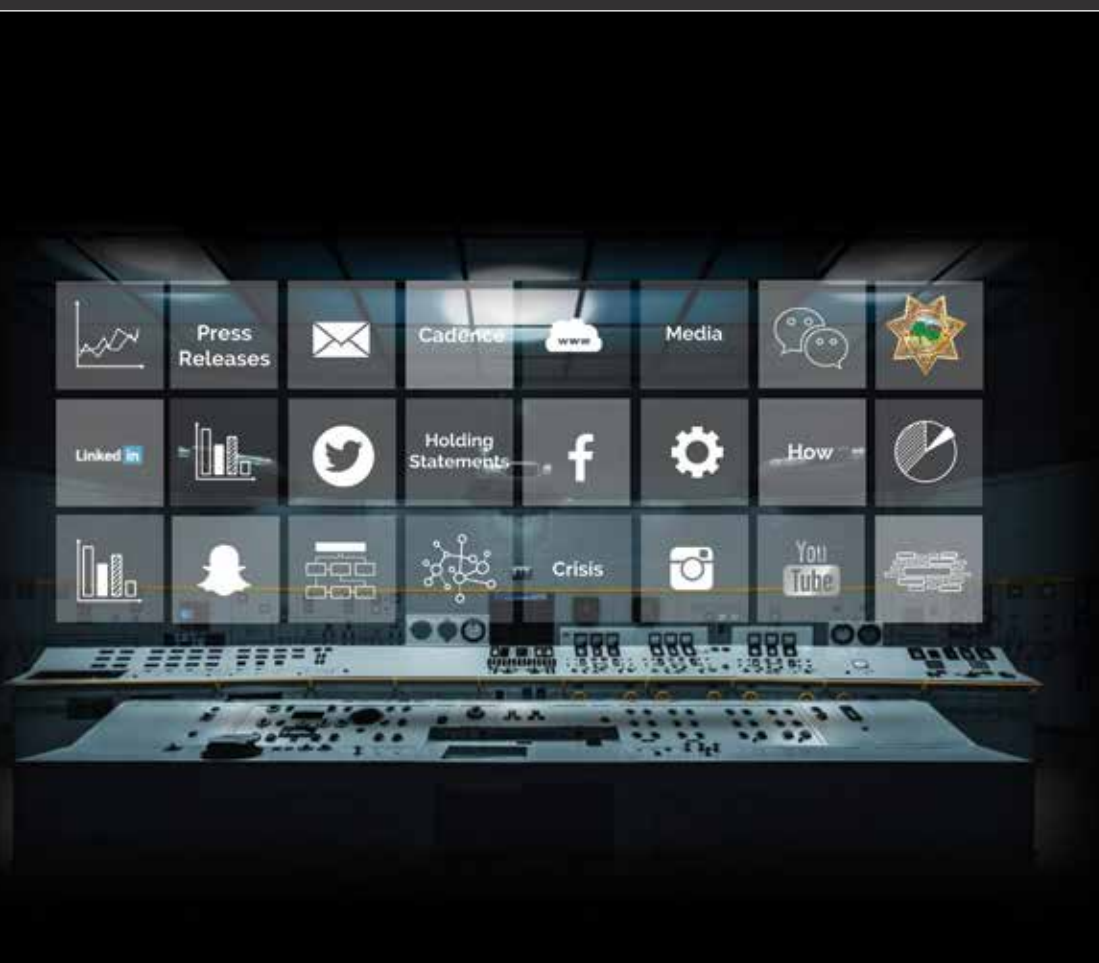 Press
Releases
Cadence
www
Media
Linked in
Holding
Statements
How
Crisis
You
Tube